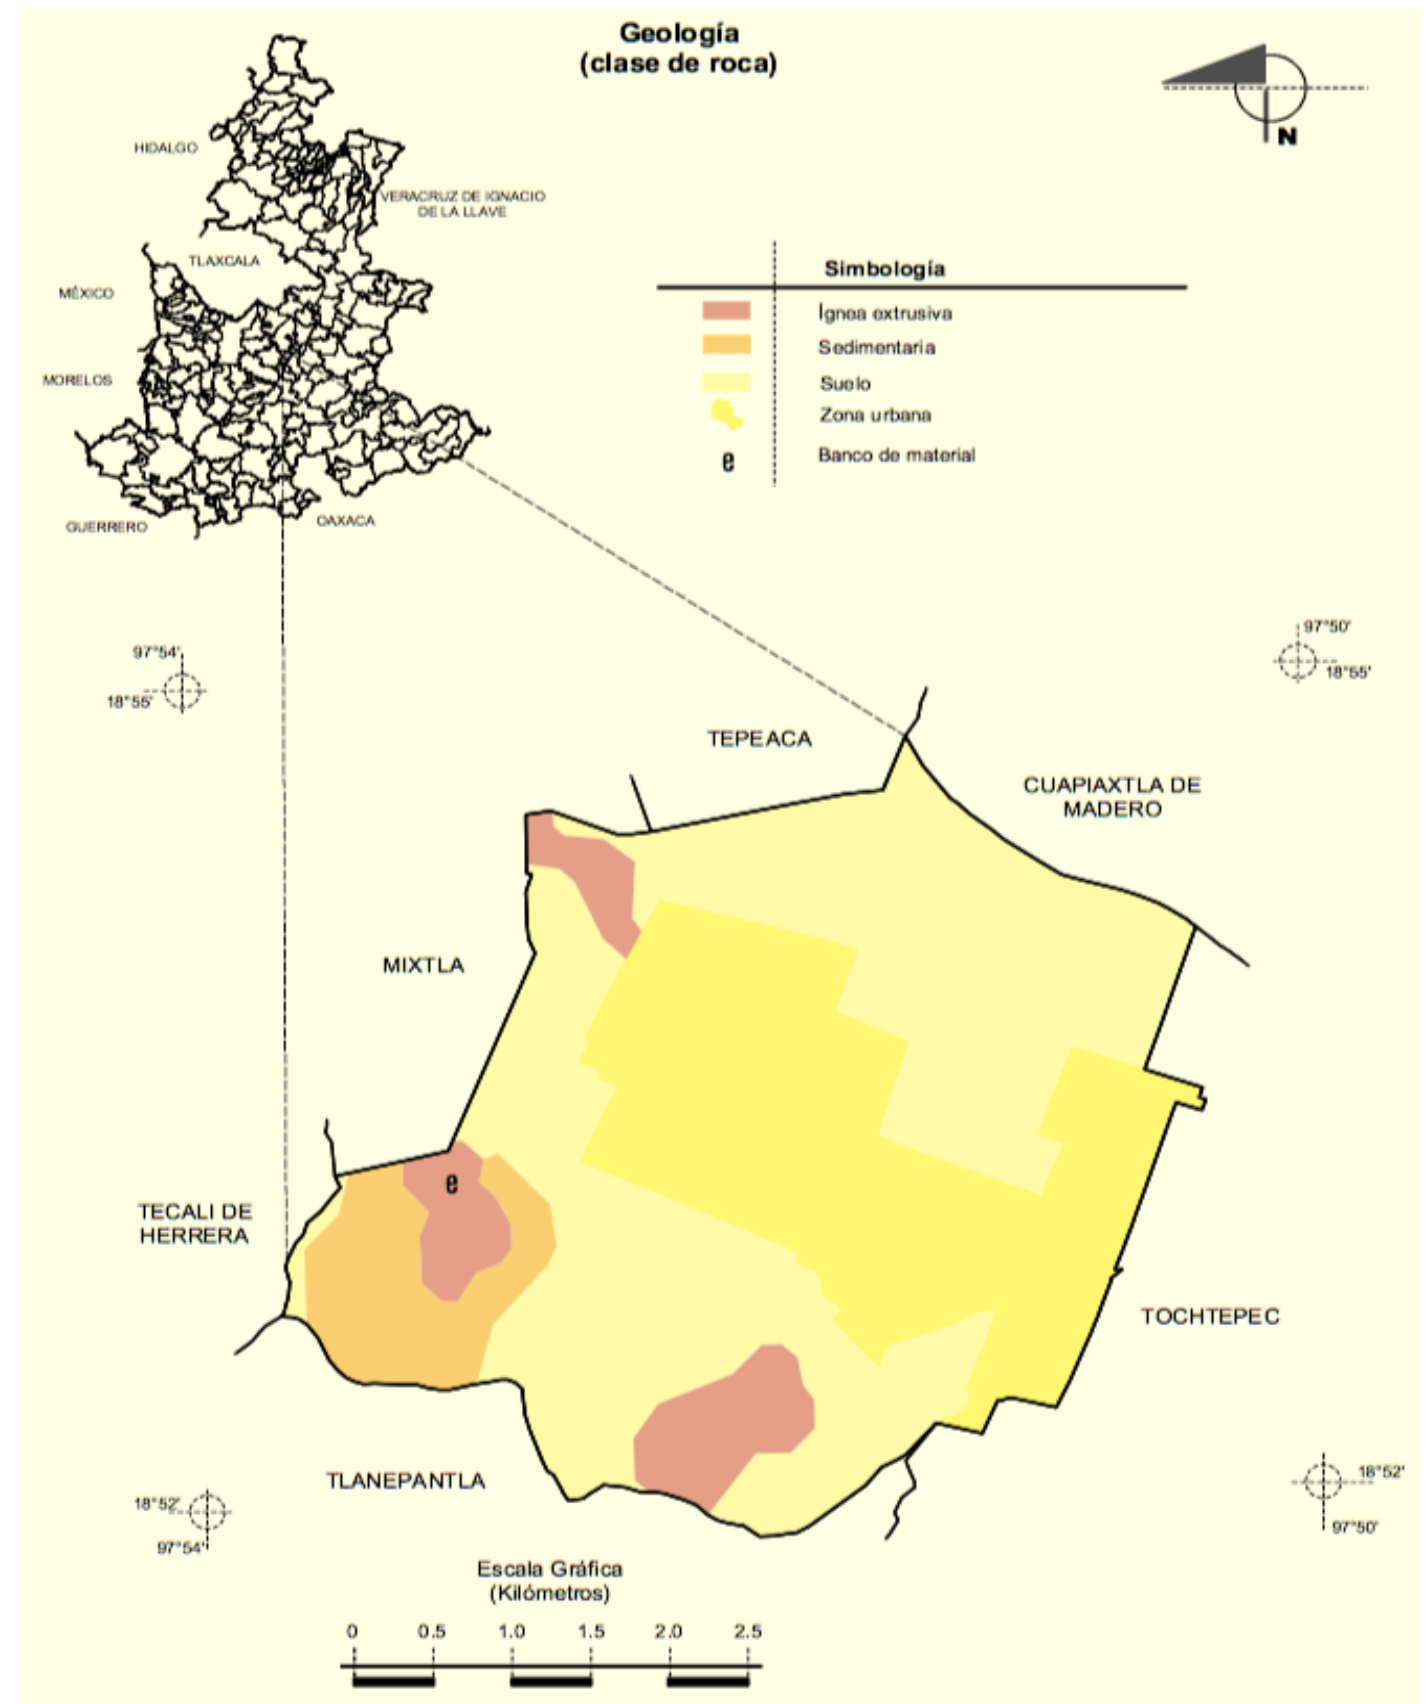 Geología
(clase de roca)
N
HIDALGO
VERACRUZ DE IGNACIO
DE LA LLAVE
TLAXCALA
MÉXICO
MORELOS
GUERRERO
OAXACA
Simbología
Ígnea extrusiva
Sedimentaria
Suelo
Zona urbana
e
Banco de material
97°54'
18°55'
97°50'
18°55'
TEPEACA
CUAPIAXTLA DE
MADERO
MIXTLA
e
TECALI DE
HERRERA
TOCHTEPEC
TLANEPANTLA
18°52'
97°54'
18°52'
97°50'
Escala Gráfica
(Kilómetros)
0 0.5 1.0 1.5 2.0 2.5